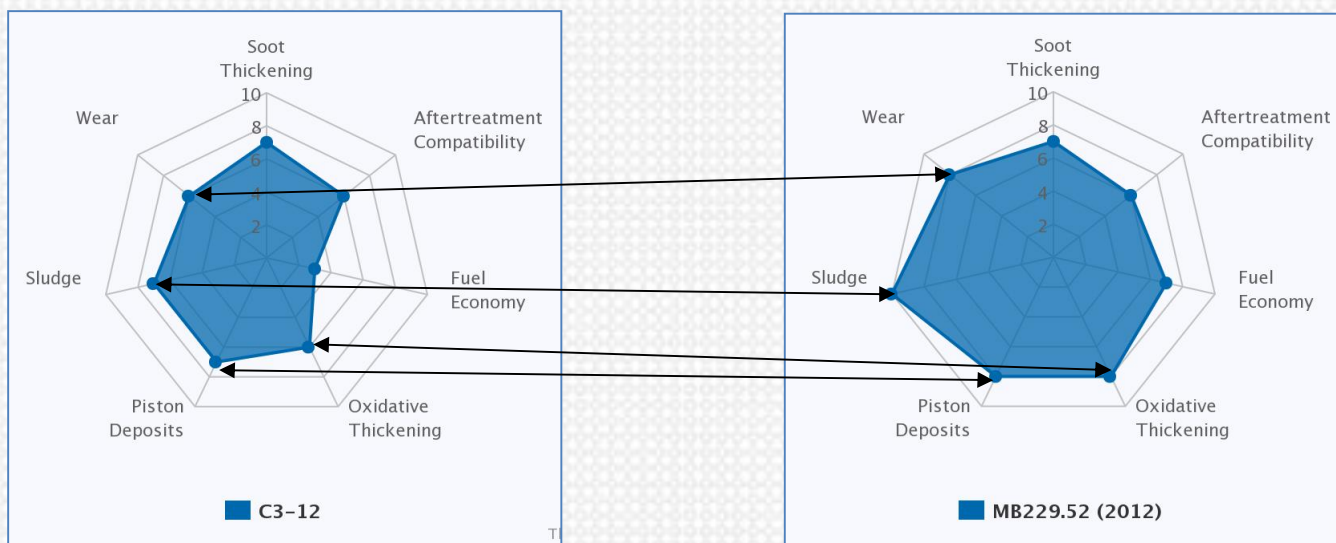 Soot
Thickening
10
8
6
4
2
Wear
Aftertreatment
Compatibility
Sludge
Fuel
Economy
Piston
Deposits
Oxidative
Thickening
C3-12
Soot
Thickening
10
8
6
4
2
Wear
Aftertreatment
Compatibility
Sludge
Fuel
Economy
Piston
Deposits
Oxidative
Thickening
MB229.52 (2012)